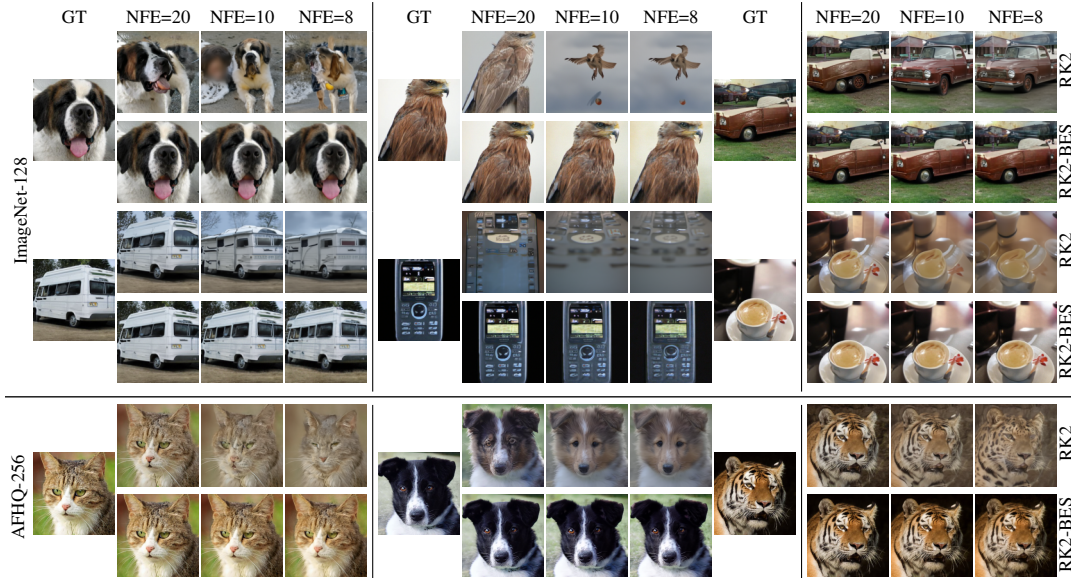 GT NFE=20 NFE=10 NFE=8 NFE=20 NFE=10 NFE=8 GT NFE=20 NFE=10 NFE=8
GT
ImageNet-128
RK2
RK2-BES
RK2
RK2-BES
AFHQ-256
RK2
RK2-BES